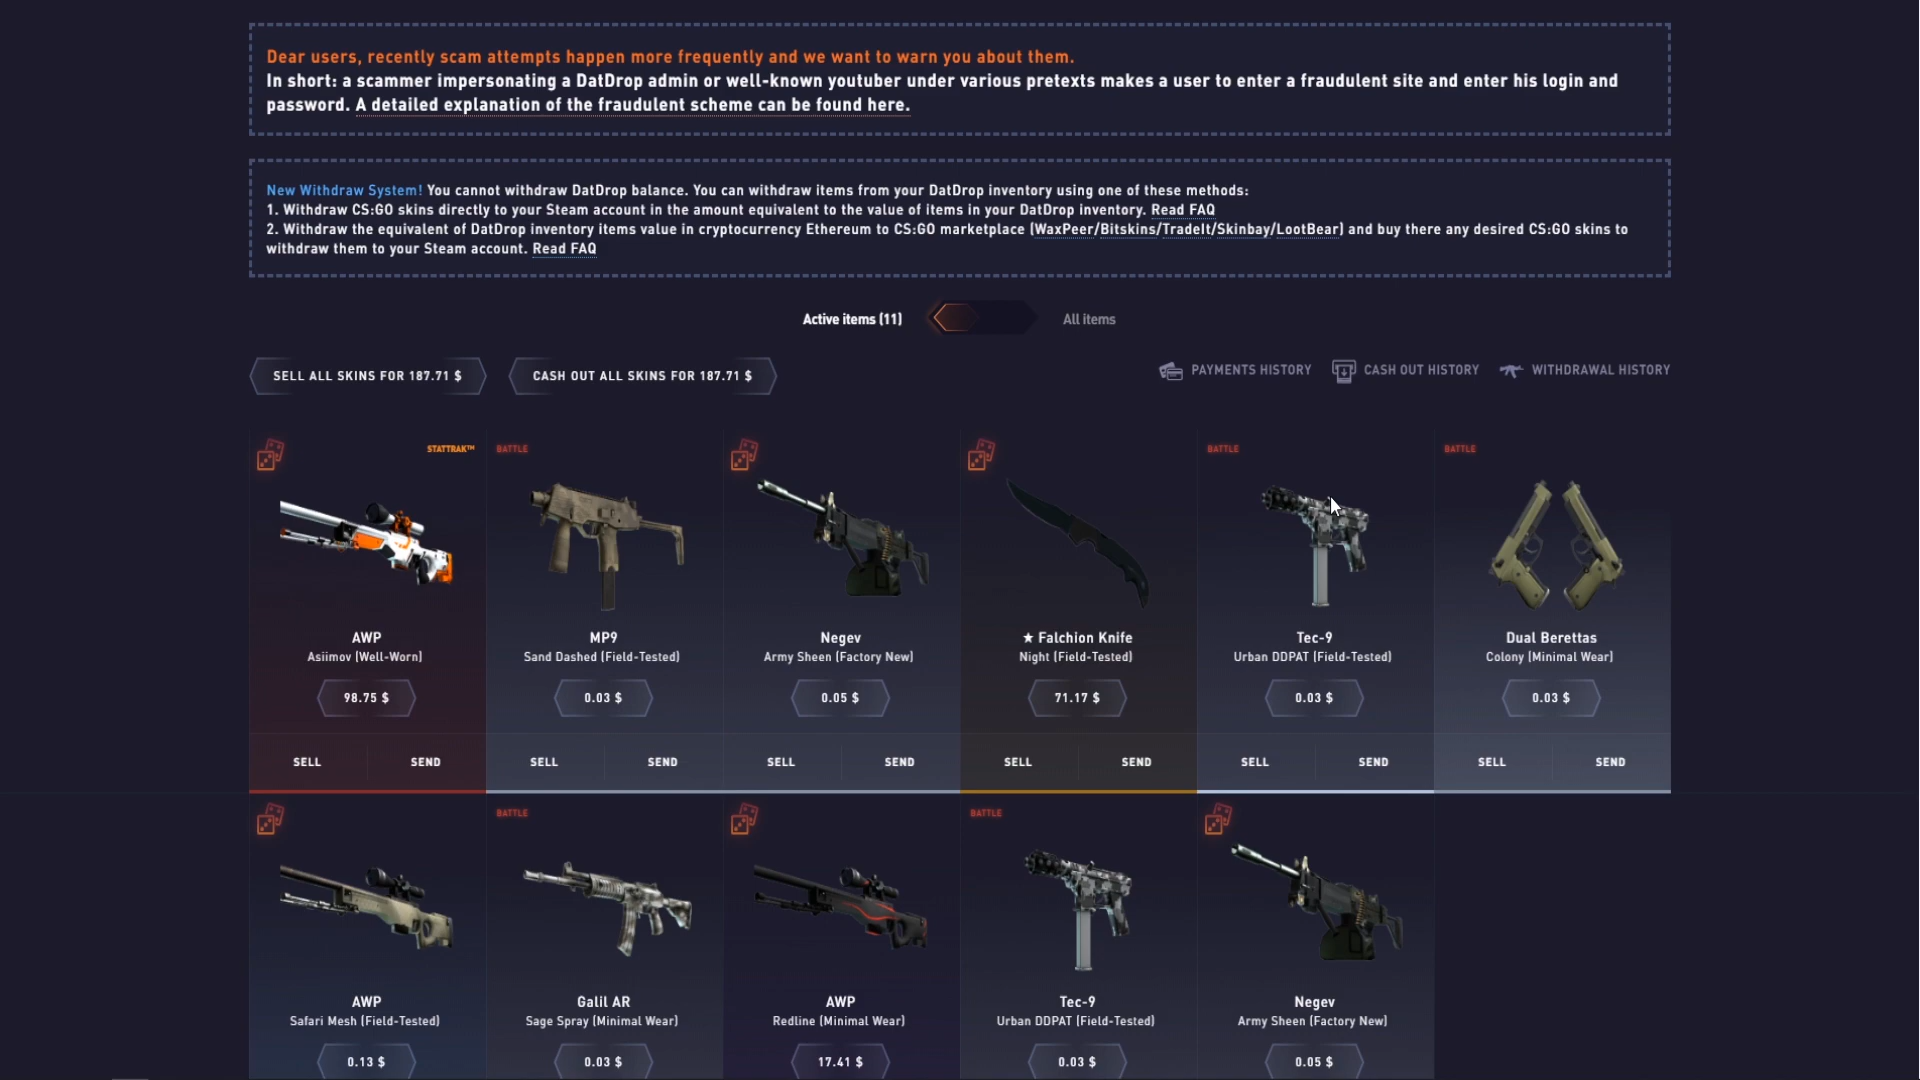 Dear users, recently scam attempts happen more frequently and we want to warn you about them.
In short: a scammer impersonating a DatDrop admin or well-known youtuber under various pretexts makes a user to enter a fraudulent site and enter his login and
password. A detailed explanation of the fraudulent scheme can be found here.
New Withdraw System! You cannot withdraw DatDrop balance. You can withdraw items from your DatDrop inventory using one of these methods:
1. Withdraw CS:GO skins directly to your Steam account in the amount equivalent to the value of items in your DatDrop inventory. Read FAQ
2. Withdraw the equivalent of DatDrop inventory items value in cryptocurrency Ethereum to CS:GO marketplace (WaxPeer/Bitskins/TradeIt/Skinbay/LootBear) and buy there any desired CS:GO skins to
withdraw them to your Steam account. Read FAQ
Active items (11) All items
SELL ALL SKINS FOR 187.71 $ CASH OUT ALL SKINS FOR 187.71 $ PAYMENTS HISTORY CASH OUT HISTORY WITHDRAWAL HISTORY
STATTRAK™ BATTLE BATTLE BATTLE
AWP MP9 Negev ★ Falchion Knife Tec-9 Dual Berettas
Asiimov (Well-Worn) Sand Dashed (Field-Tested) Army Sheen (Factory New) Night (Field-Tested) Urban DDPAT (Field-Tested) Colony (Minimal Wear)
98.75 $ 0.03 $ 0.05 $ 71.17 $ 0.03 $ 0.03 $
SELL SEND SELL SEND SELL SEND SELL SEND SELL SEND SELL SEND
BATTLE BATTLE
AWP Galil AR AWP Tec-9 Negev
Safari Mesh (Field-Tested) Sage Spray (Minimal Wear) Redline (Minimal Wear) Urban DDPAT (Field-Tested) Army Sheen (Factory New)
0.13 $ 0.03 $ 17.41 $ 0.03 $ 0.05 $